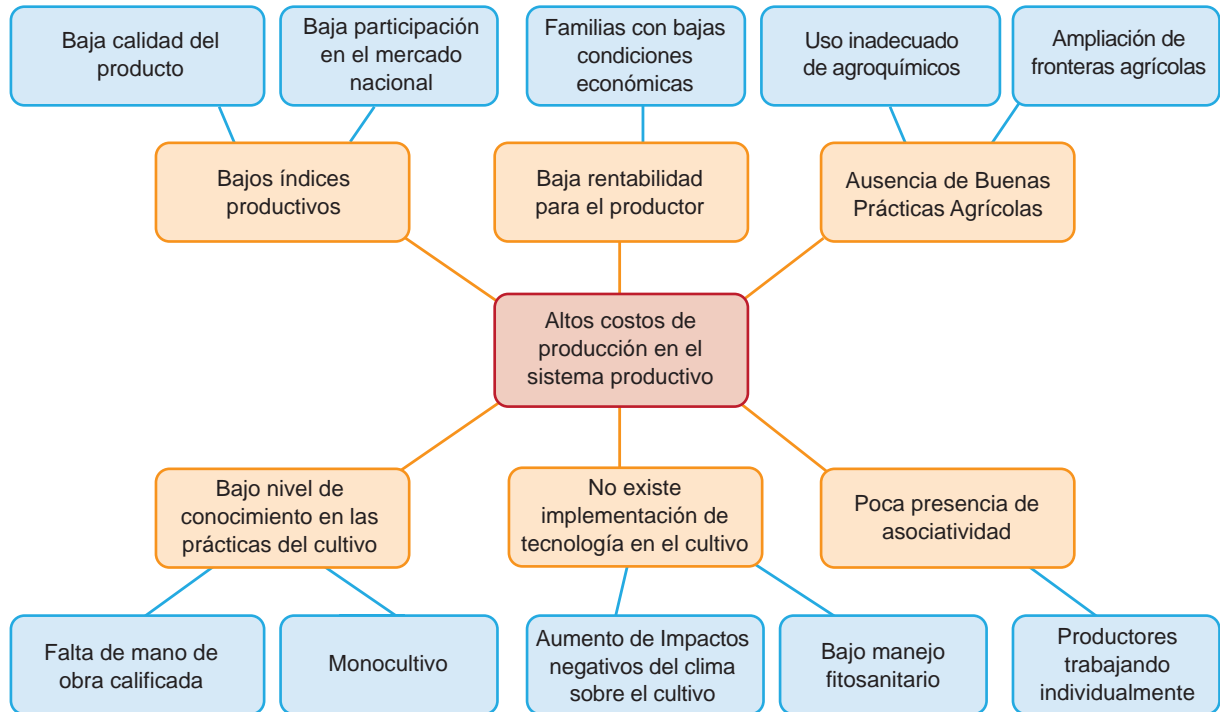 Baja calidad del
producto
Baja participación
en el mercado
nacional
Familias con bajas
condiciones
económicas
Uso inadecuado
de agroquímicos
Ampliación de
fronteras agrícolas
Bajos índices
productivos
Baja rentabilidad
para el productor
Ausencia de Buenas
Prácticas Agrícolas
Altos costos de
producción en el
sistema productivo
Bajo nivel de
conocimiento en las
prácticas del cultivo
No existe
implementación de
tecnología en el cultivo
Poca presencia de
asociatividad
Falta de mano de
obra calificada
Monocultivo
Aumento de Impactos
negativos del clima
sobre el cultivo
Bajo manejo
fitosanitario
Productores
trabajando
individualmente